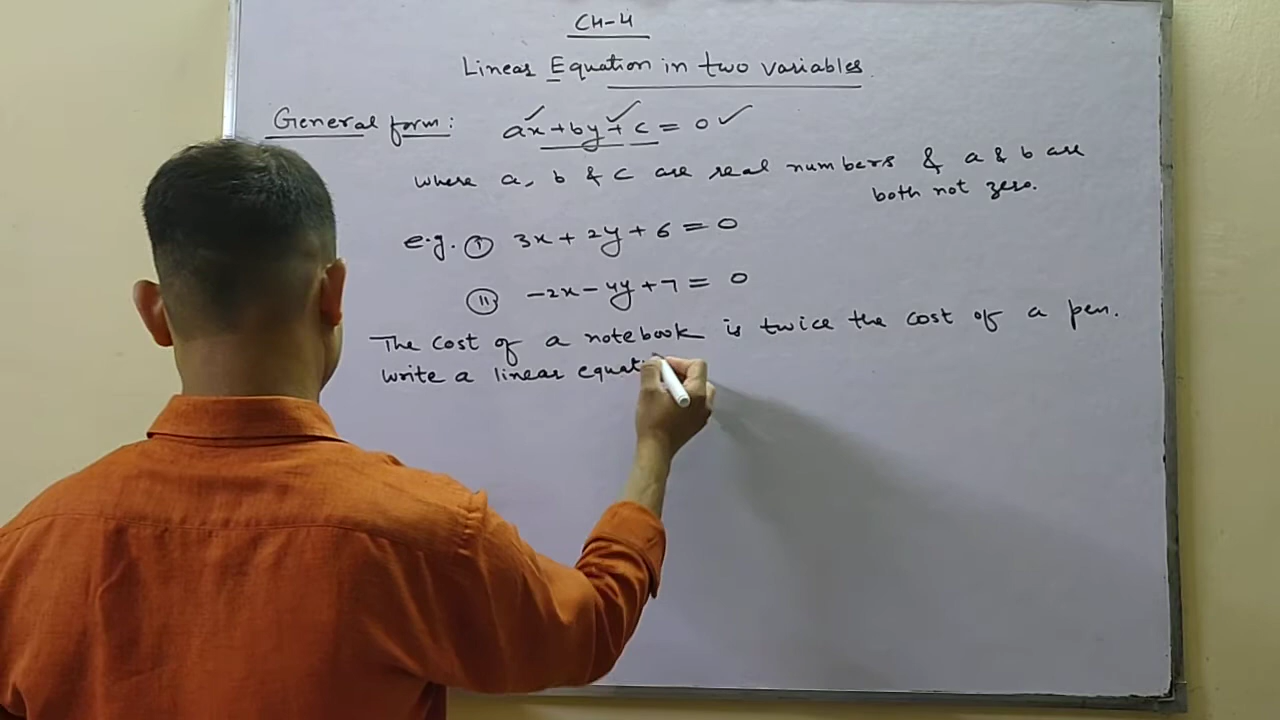 CH-4
Linear Equation in two variables.
General form: ax + by + c = 0
where a, b & c are real numbers & a & b are
both not zero.
e.g. (i) 3x + 2y + 6 = 0
(ii) -2x - 4y + 7 = 0
The cost of a notebook is twice the cost of a pen.
Write a linear equati